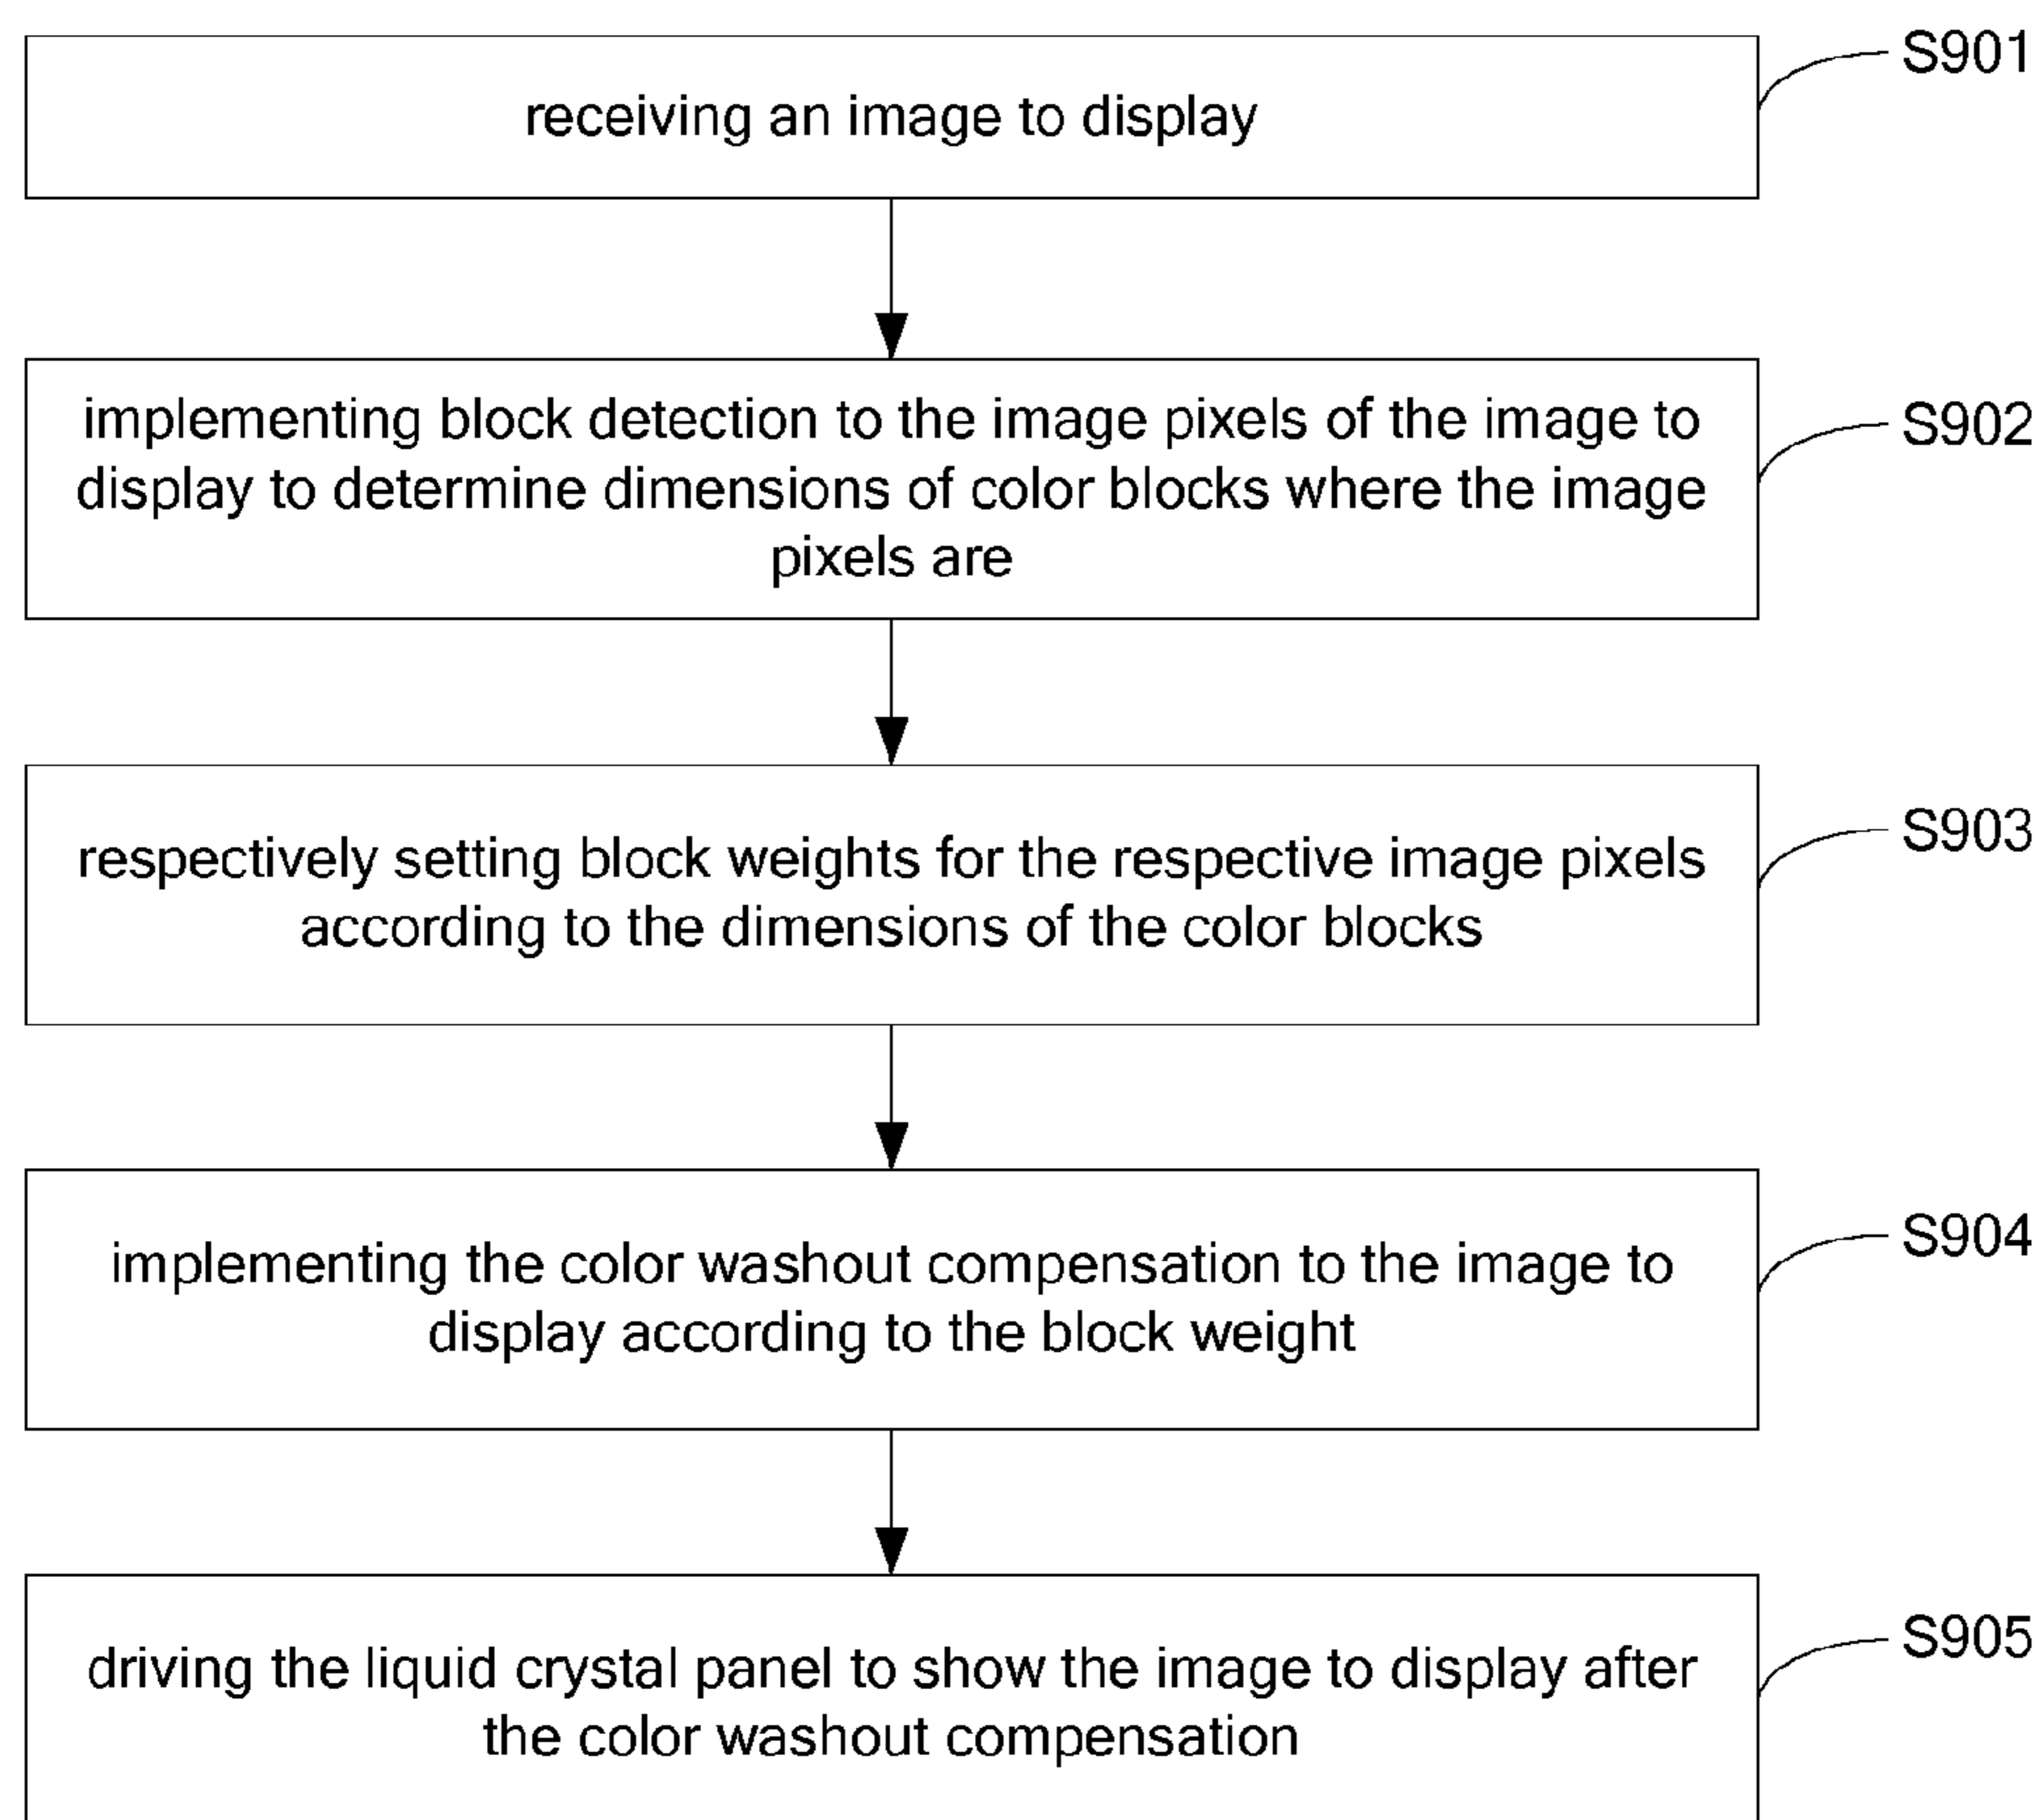 receiving an image to display
S901
implementing block detection to the image pixels of the image to
display to determine dimensions of color blocks where the image
pixels are
S902
respectively setting block weights for the respective image pixels
according to the dimensions of the color blocks
S903
implementing the color washout compensation to the image to
display according to the block weight
S904
driving the liquid crystal panel to show the image to display after
the color washout compensation
S905